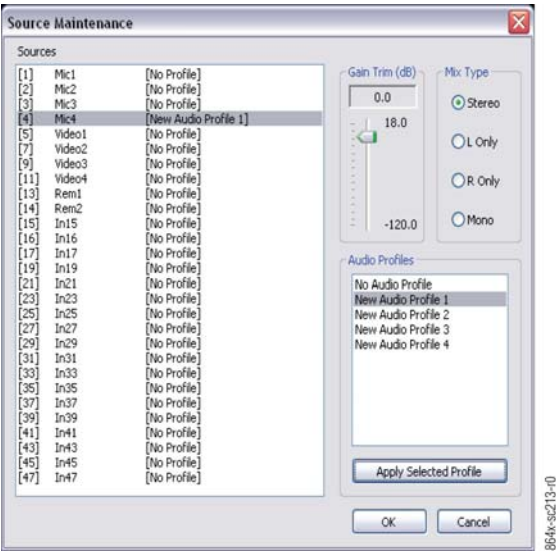 Source Maintenance
Sources
[1] Mic1 [No Profile]
[2] Mic2 [No Profile]
[3] Mic3 [No Profile]
[4] Mic4 [New Audio Profile 1]
[5] Video1 [No Profile]
[7] Video2 [No Profile]
[9] Video3 [No Profile]
[11] Video4 [No Profile]
[13] Rem1 [No Profile]
[14] Rem2 [No Profile]
[15] In15 [No Profile]
[16] In16 [No Profile]
[17] In17 [No Profile]
[19] In19 [No Profile]
[21] In21 [No Profile]
[23] In23 [No Profile]
[25] In25 [No Profile]
[27] In27 [No Profile]
[29] In29 [No Profile]
[31] In31 [No Profile]
[33] In33 [No Profile]
[35] In35 [No Profile]
[37] In37 [No Profile]
[39] In39 [No Profile]
[41] In41 [No Profile]
[43] In43 [No Profile]
[45] In45 [No Profile]
[47] In47 [No Profile]
Gain Trim (dB)
0.0
18.0
-120.0
Mix Type
Stereo
L Only
R Only
Mono
Audio Profiles
No Audio Profile
New Audio Profile 1
New Audio Profile 2
New Audio Profile 3
New Audio Profile 4
Apply Selected Profile
OK
Cancel
864x-sc213-r0